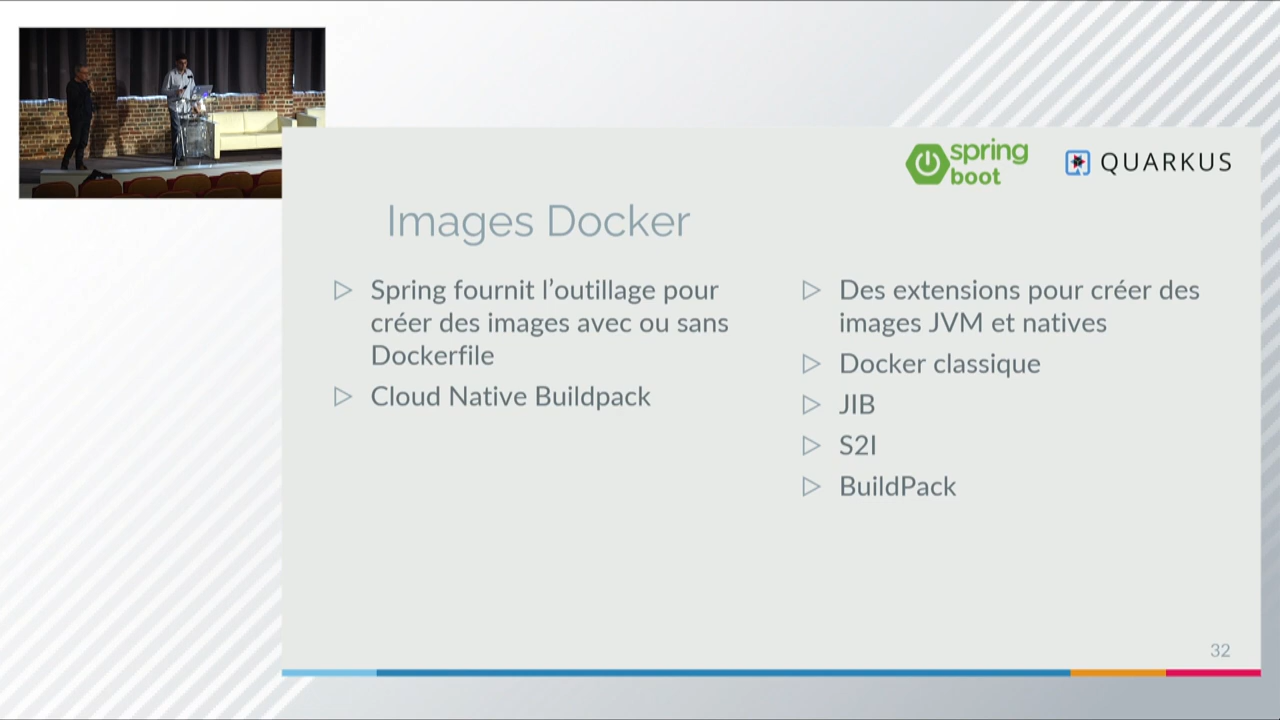 spring
boot
QUARKUS
Images Docker
Spring fournit l’outillage pour
créer des images avec ou sans
Dockerfile
Cloud Native Buildpack
Des extensions pour créer des
images JVM et natives
Docker classique
JIB
S2I
BuildPack
32